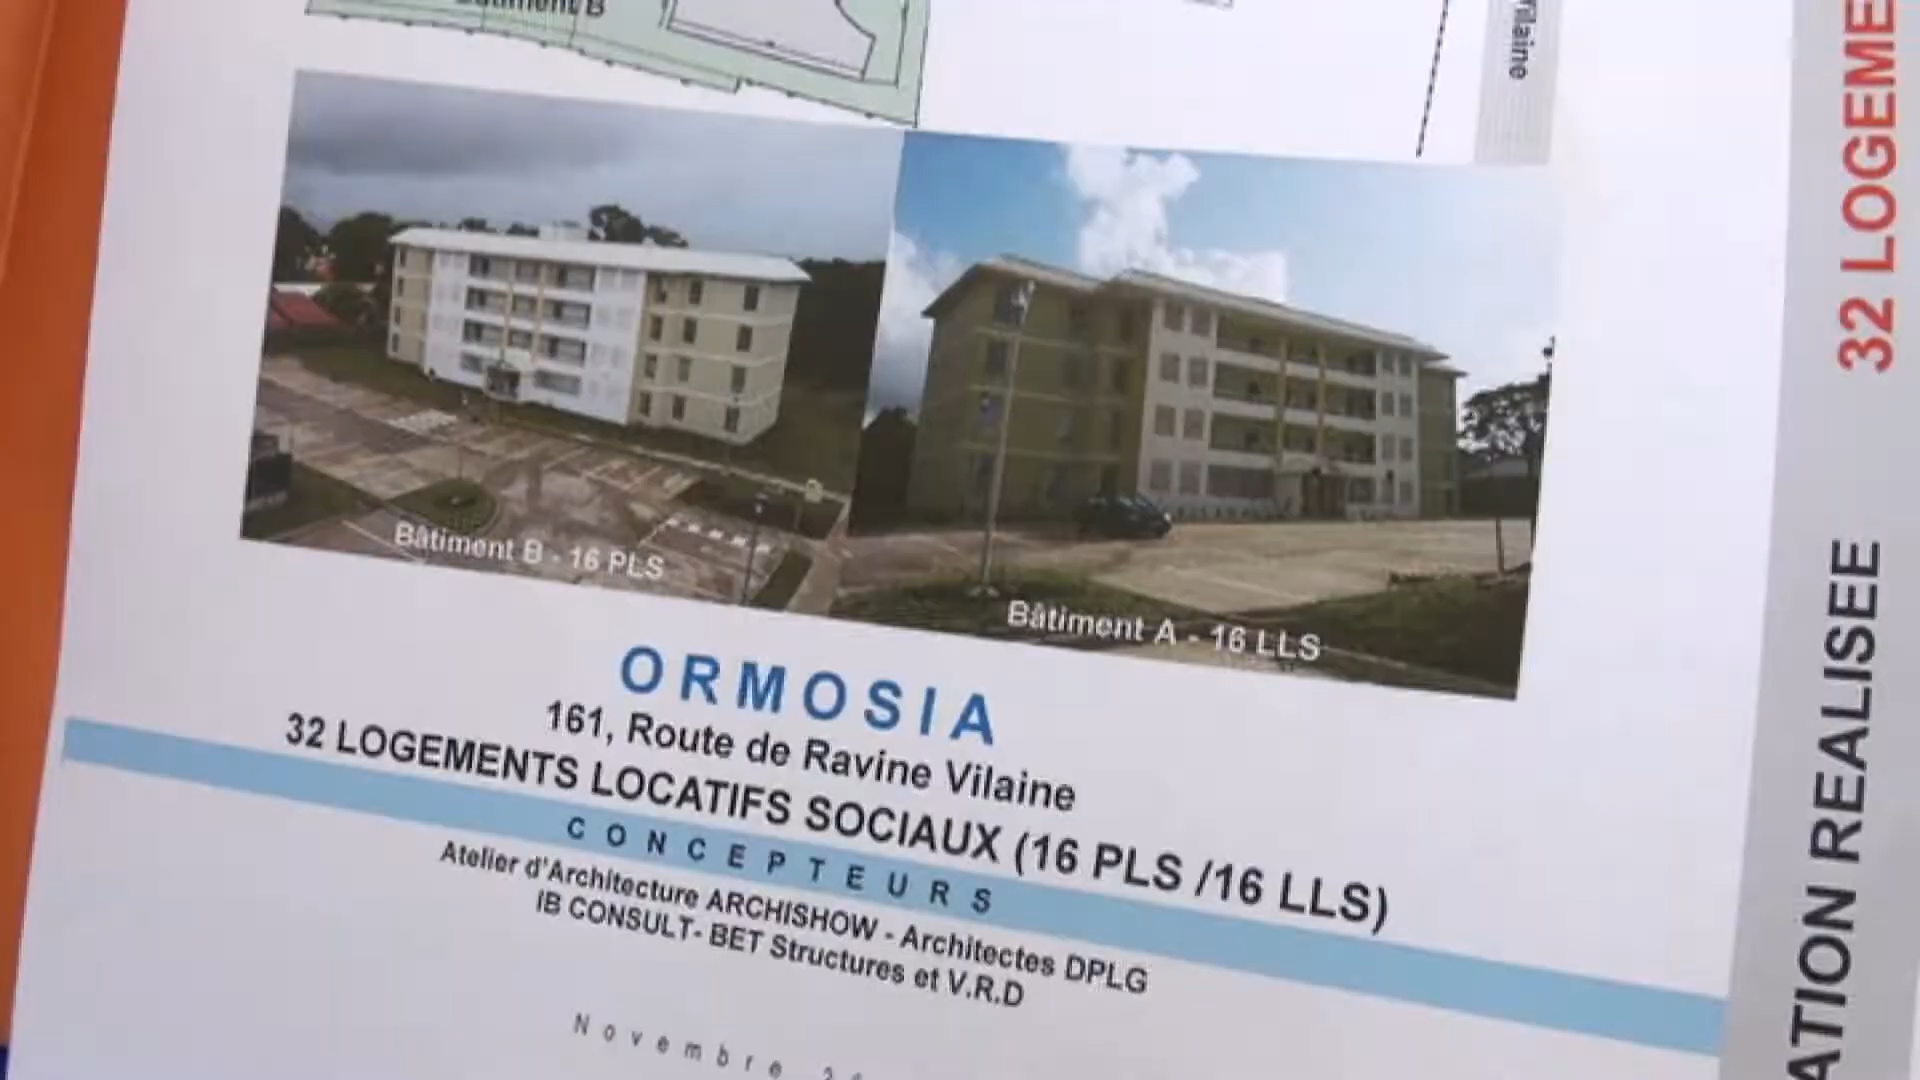 Bâtiment B
Vilaine
Bâtiment B - 16 PLS
Bâtiment A - 16 LLS
ORMOSIA
161, Route de Ravine Vilaine
32 LOGEMENTS LOCATIFS SOCIAUX (16 PLS /16 LLS)
CONCEPTEURS
Atelier d'Architecture ARCHISHOW - Architectes DPLG
IB CONSULT- BET Structures et V.R.D
Novembre
ATION REALISEE 32 LOGEME